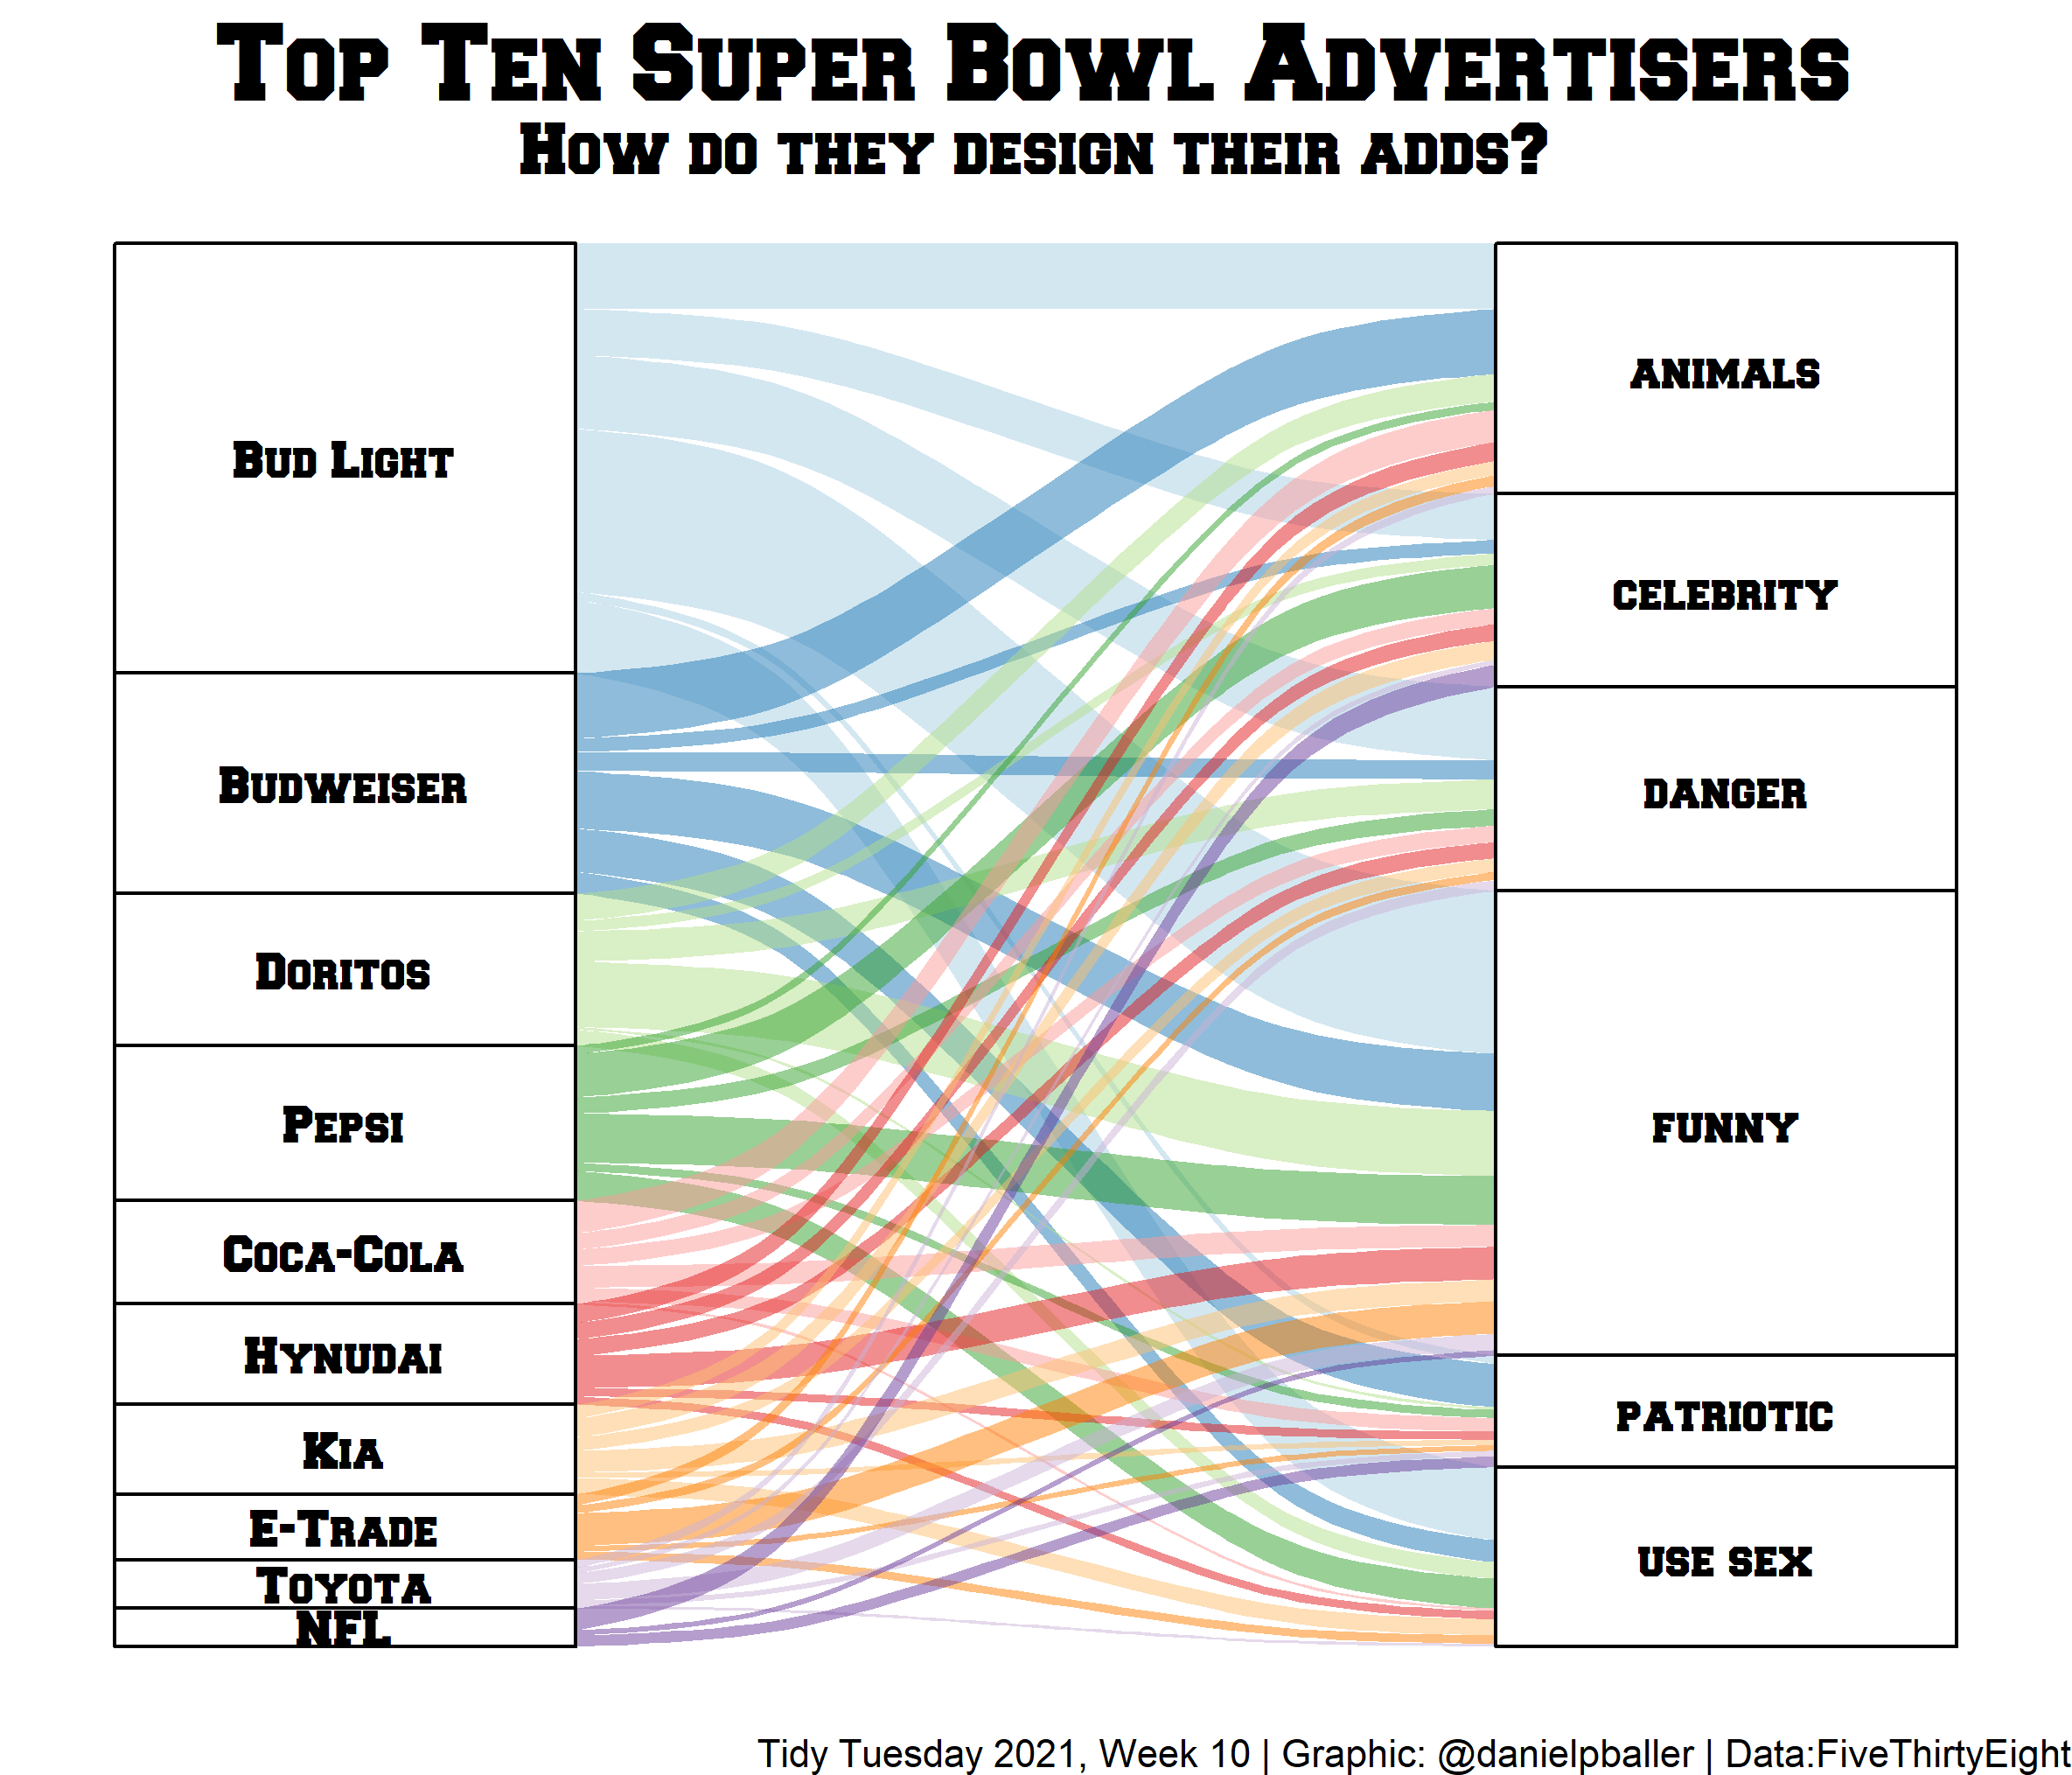 Top Ten Super Bowl Advertisers
How do they design their adds?
Bud Light
Budweiser
Doritos
Pepsi
Coca-Cola
Hynudai
Kia
E-Trade
Toyota
NFL
animals
celebrity
danger
funny
patriotic
use sex
Tidy Tuesday 2021, Week 10 | Graphic: @danielpballer | Data:FiveThirtyEight